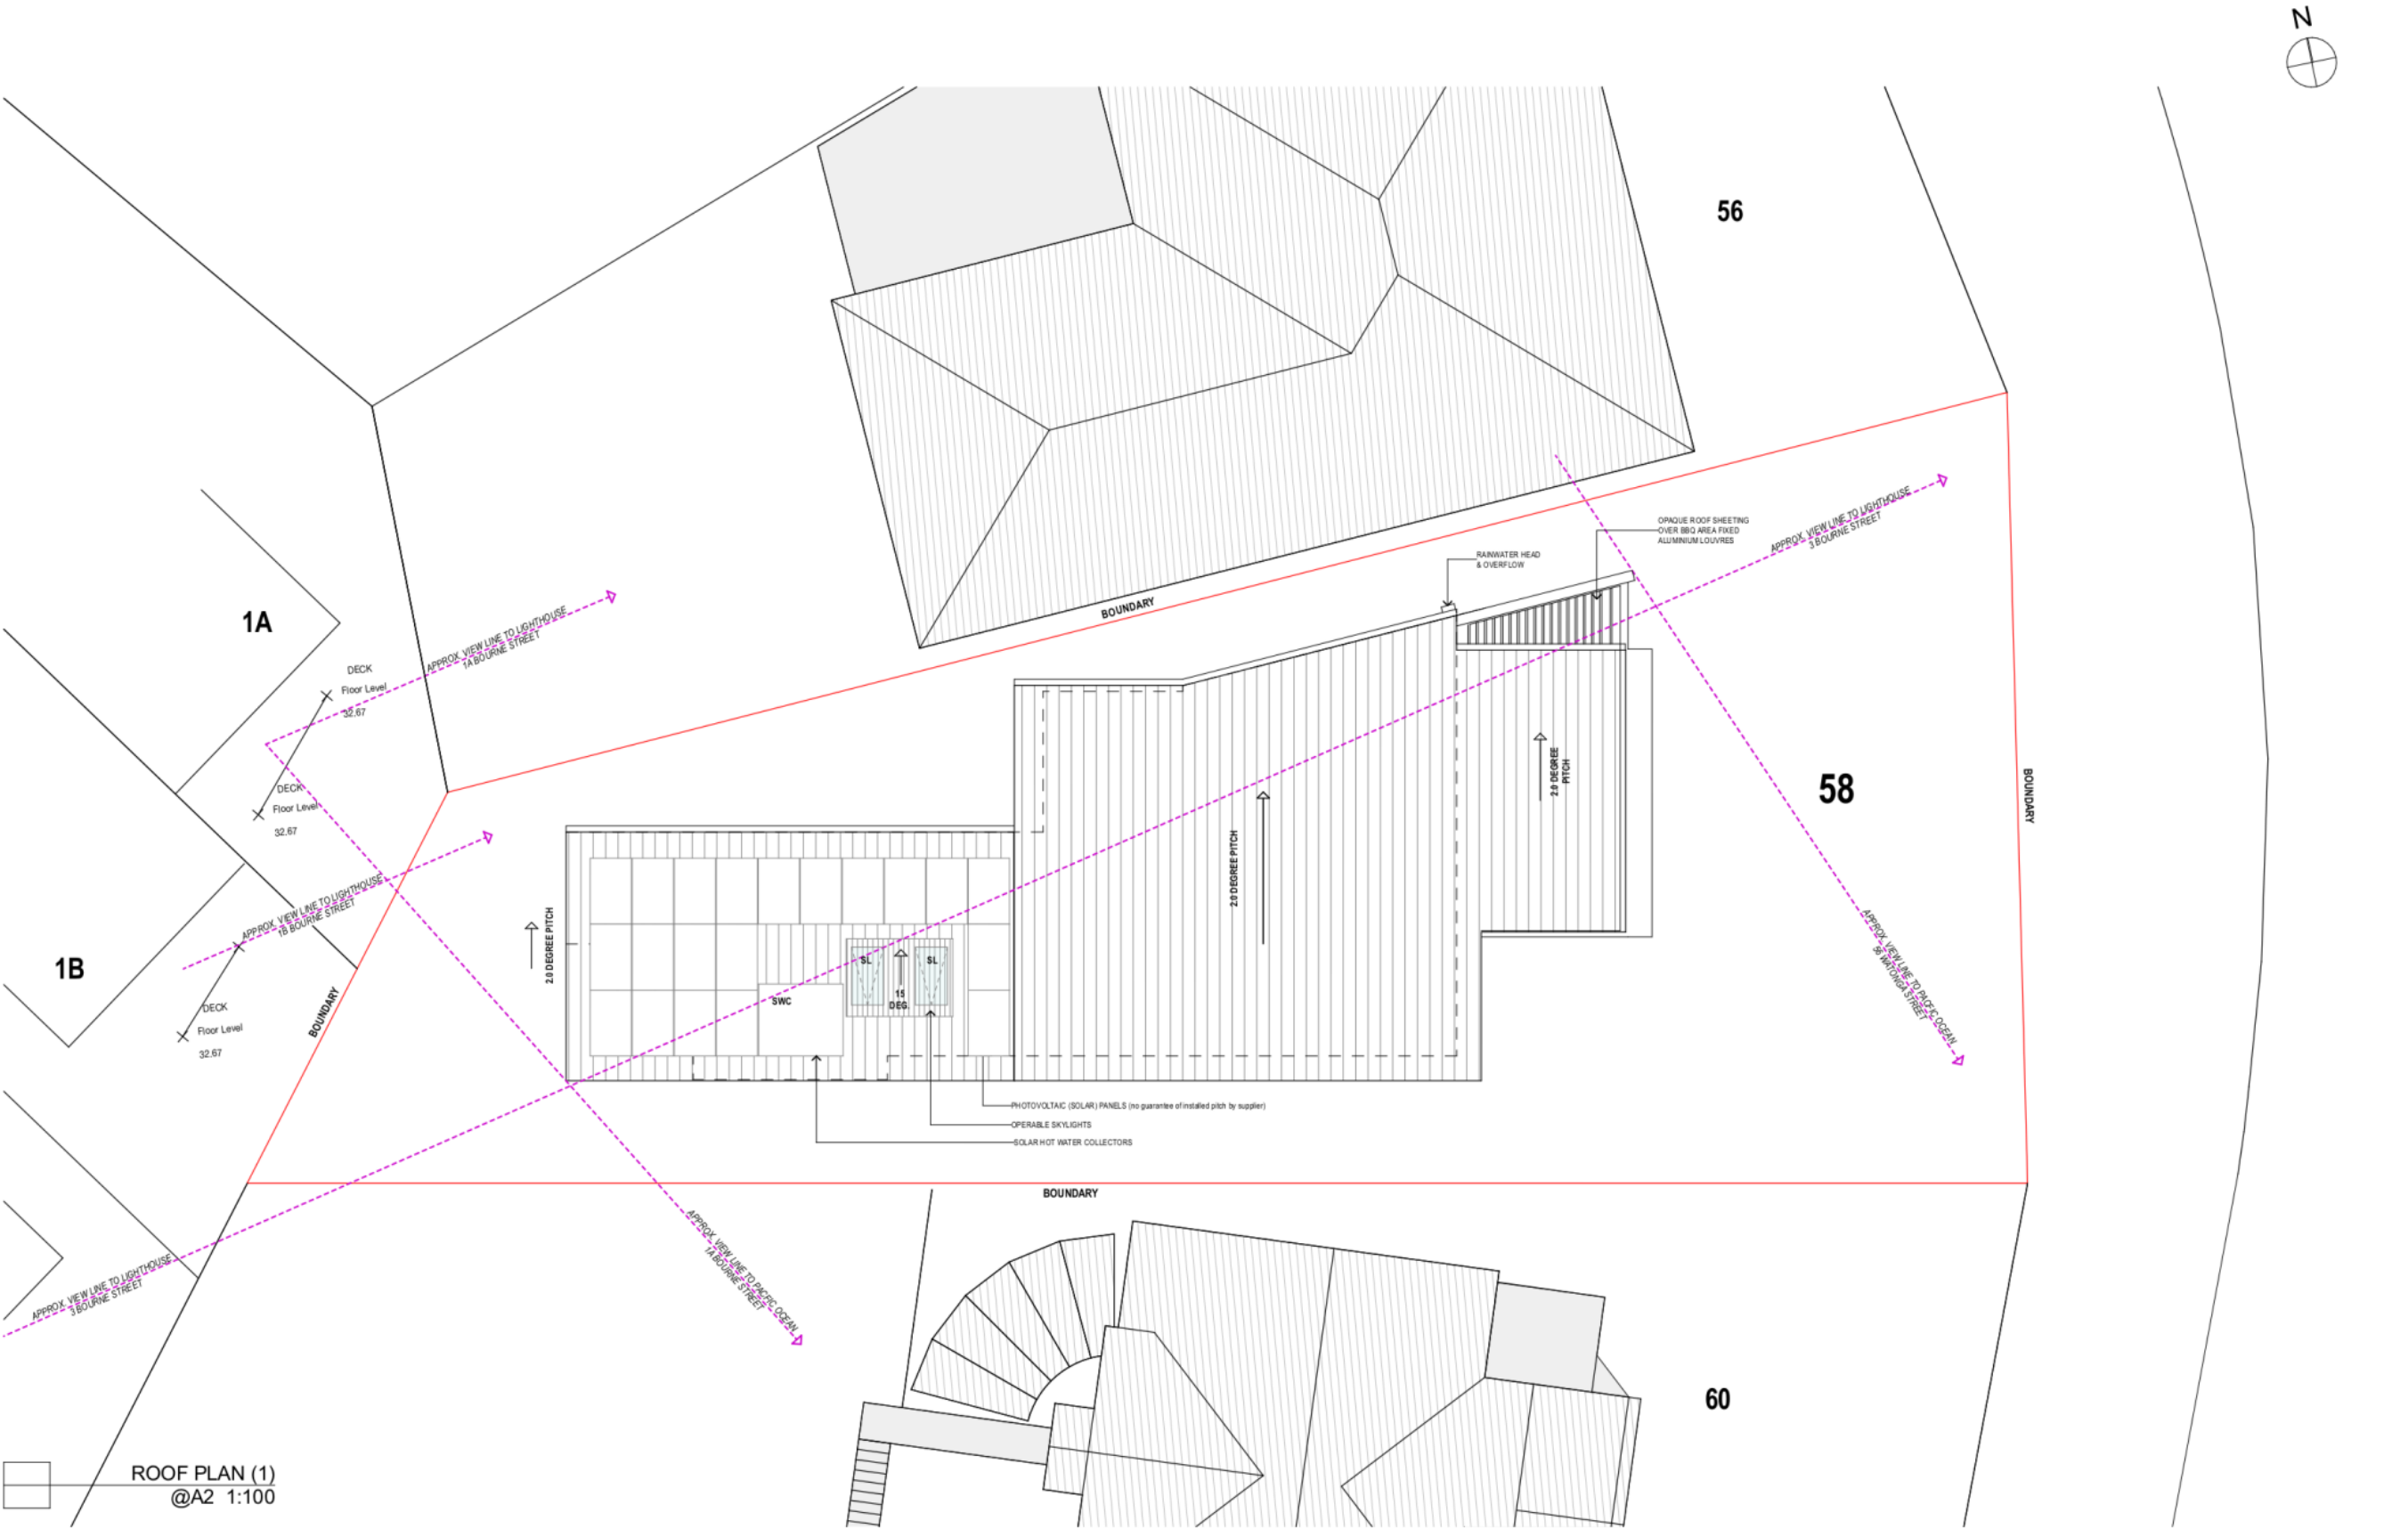 N
56
OPAQUE ROOF SHEETING
OVER BBQ AREA FIXED
ALUMINIUM LOUVRES
APPROX. VIEW LINE TO LIGHTHOUSE
3 BOURNE STREET
RAINWATER HEAD
& OVERFLOW
BOUNDARY
1A
APPROX. VIEW LINE TO LIGHTHOUSE
1A BOURNE STREET
DECK
Floor Level
32.67
DECK
Floor Level
32.67
2.0 DEGREE
PITCH
58
BOUNDARY
2.0 DEGREE PITCH
APPROX. VIEW LINE TO LIGHTHOUSE
1B BOURNE STREET
1B
2.0 DEGREE PITCH
SL
SL
15
DEG.
SWC
DECK
Floor Level
32.67
BOUNDARY
APPROX. VIEW LINE TO PACIFIC OCEAN
56 WATONGA STREET
PHOTOVOLTAIC (SOLAR) PANELS (no guarantee of installed pitch by supplier)
OPERABLE SKYLIGHTS
SOLAR HOT WATER COLLECTORS
BOUNDARY
APPROX. VIEW LINE TO LIGHTHOUSE
3 BOURNE STREET
APPROX. VIEW LINE TO PACIFIC OCEAN
1A BOURNE STREET
60
ROOF PLAN (1)
@A2 1:100